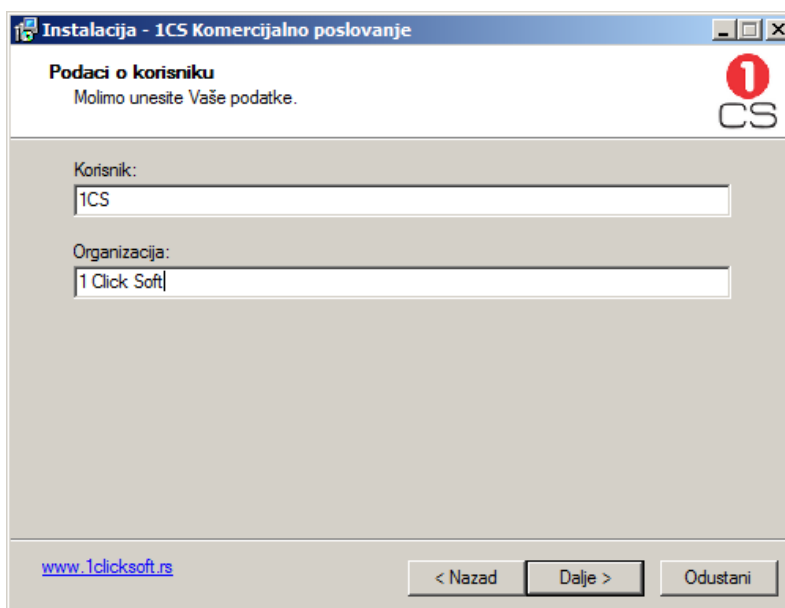 Instalacija - 1CS Komercijalno poslovanje
Podaci o korisniku
Molimo unesite Vaše podatke.
1
CS
Korisnik:
1CS
Organizacija:
1 Click Soft
www.1clicksoft.rs
< Nazad
Dalje >
Odustani